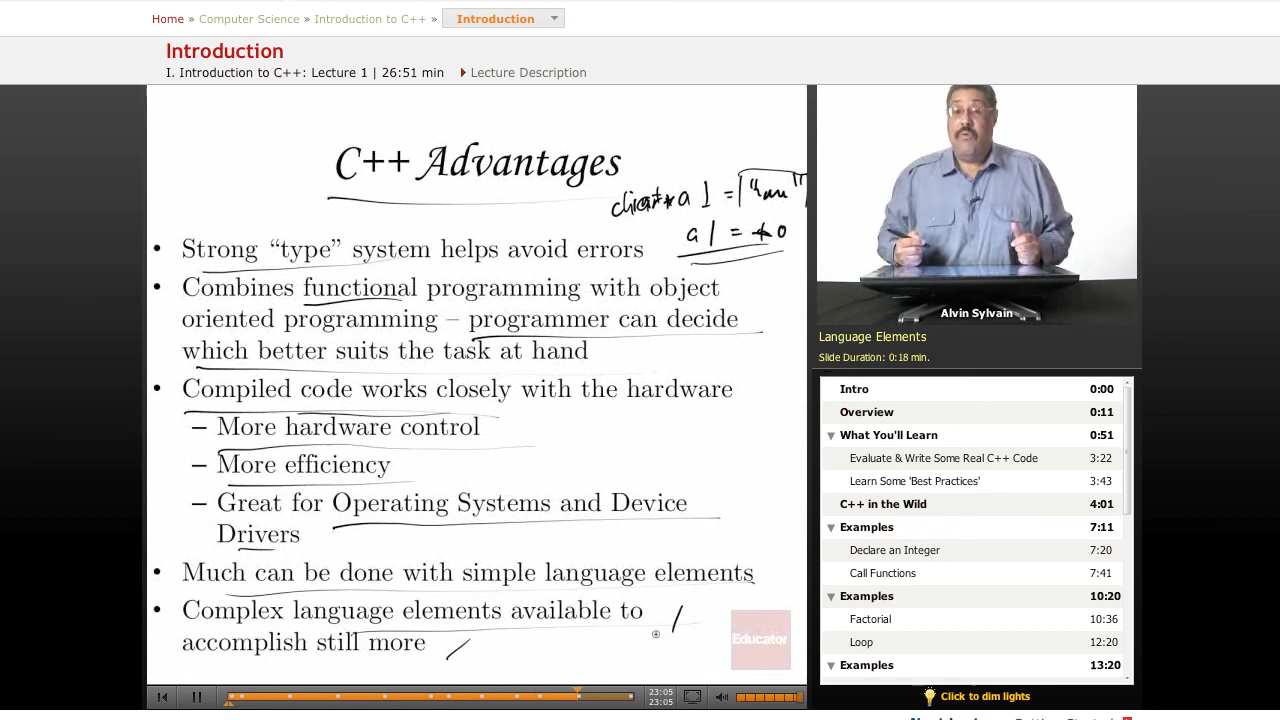 Home » Computer Science » Introduction to C++ » Introduction
Introduction
I. Introduction to C++: Lecture 1 | 26:51 min Lecture Description
C++ Advantages
a1 =
a1 =
• Strong “type” system helps avoid errors
• Combines functional programming with object
oriented programming – programmer can decide
which better suits the task at hand
• Compiled code works closely with the hardware
– More hardware control
– More efficiency
– Great for Operating Systems and Device
Drivers
• Much can be done with simple language elements
• Complex language elements available to
accomplish still more
Educator
23:05
23:05
Alvin Sylvain
Language Elements
Slide Duration: 0:18 min.
Intro 0:00
Overview 0:11
What You'll Learn 0:51
Evaluate & Write Some Real C++ Code 3:22
Learn Some 'Best Practices' 3:43
C++ in the Wild 4:01
Examples 7:11
Declare an Integer 7:20
Call Functions 7:41
Examples 10:20
Factorial 10:36
Loop 12:20
Examples 13:20
Click to dim lights